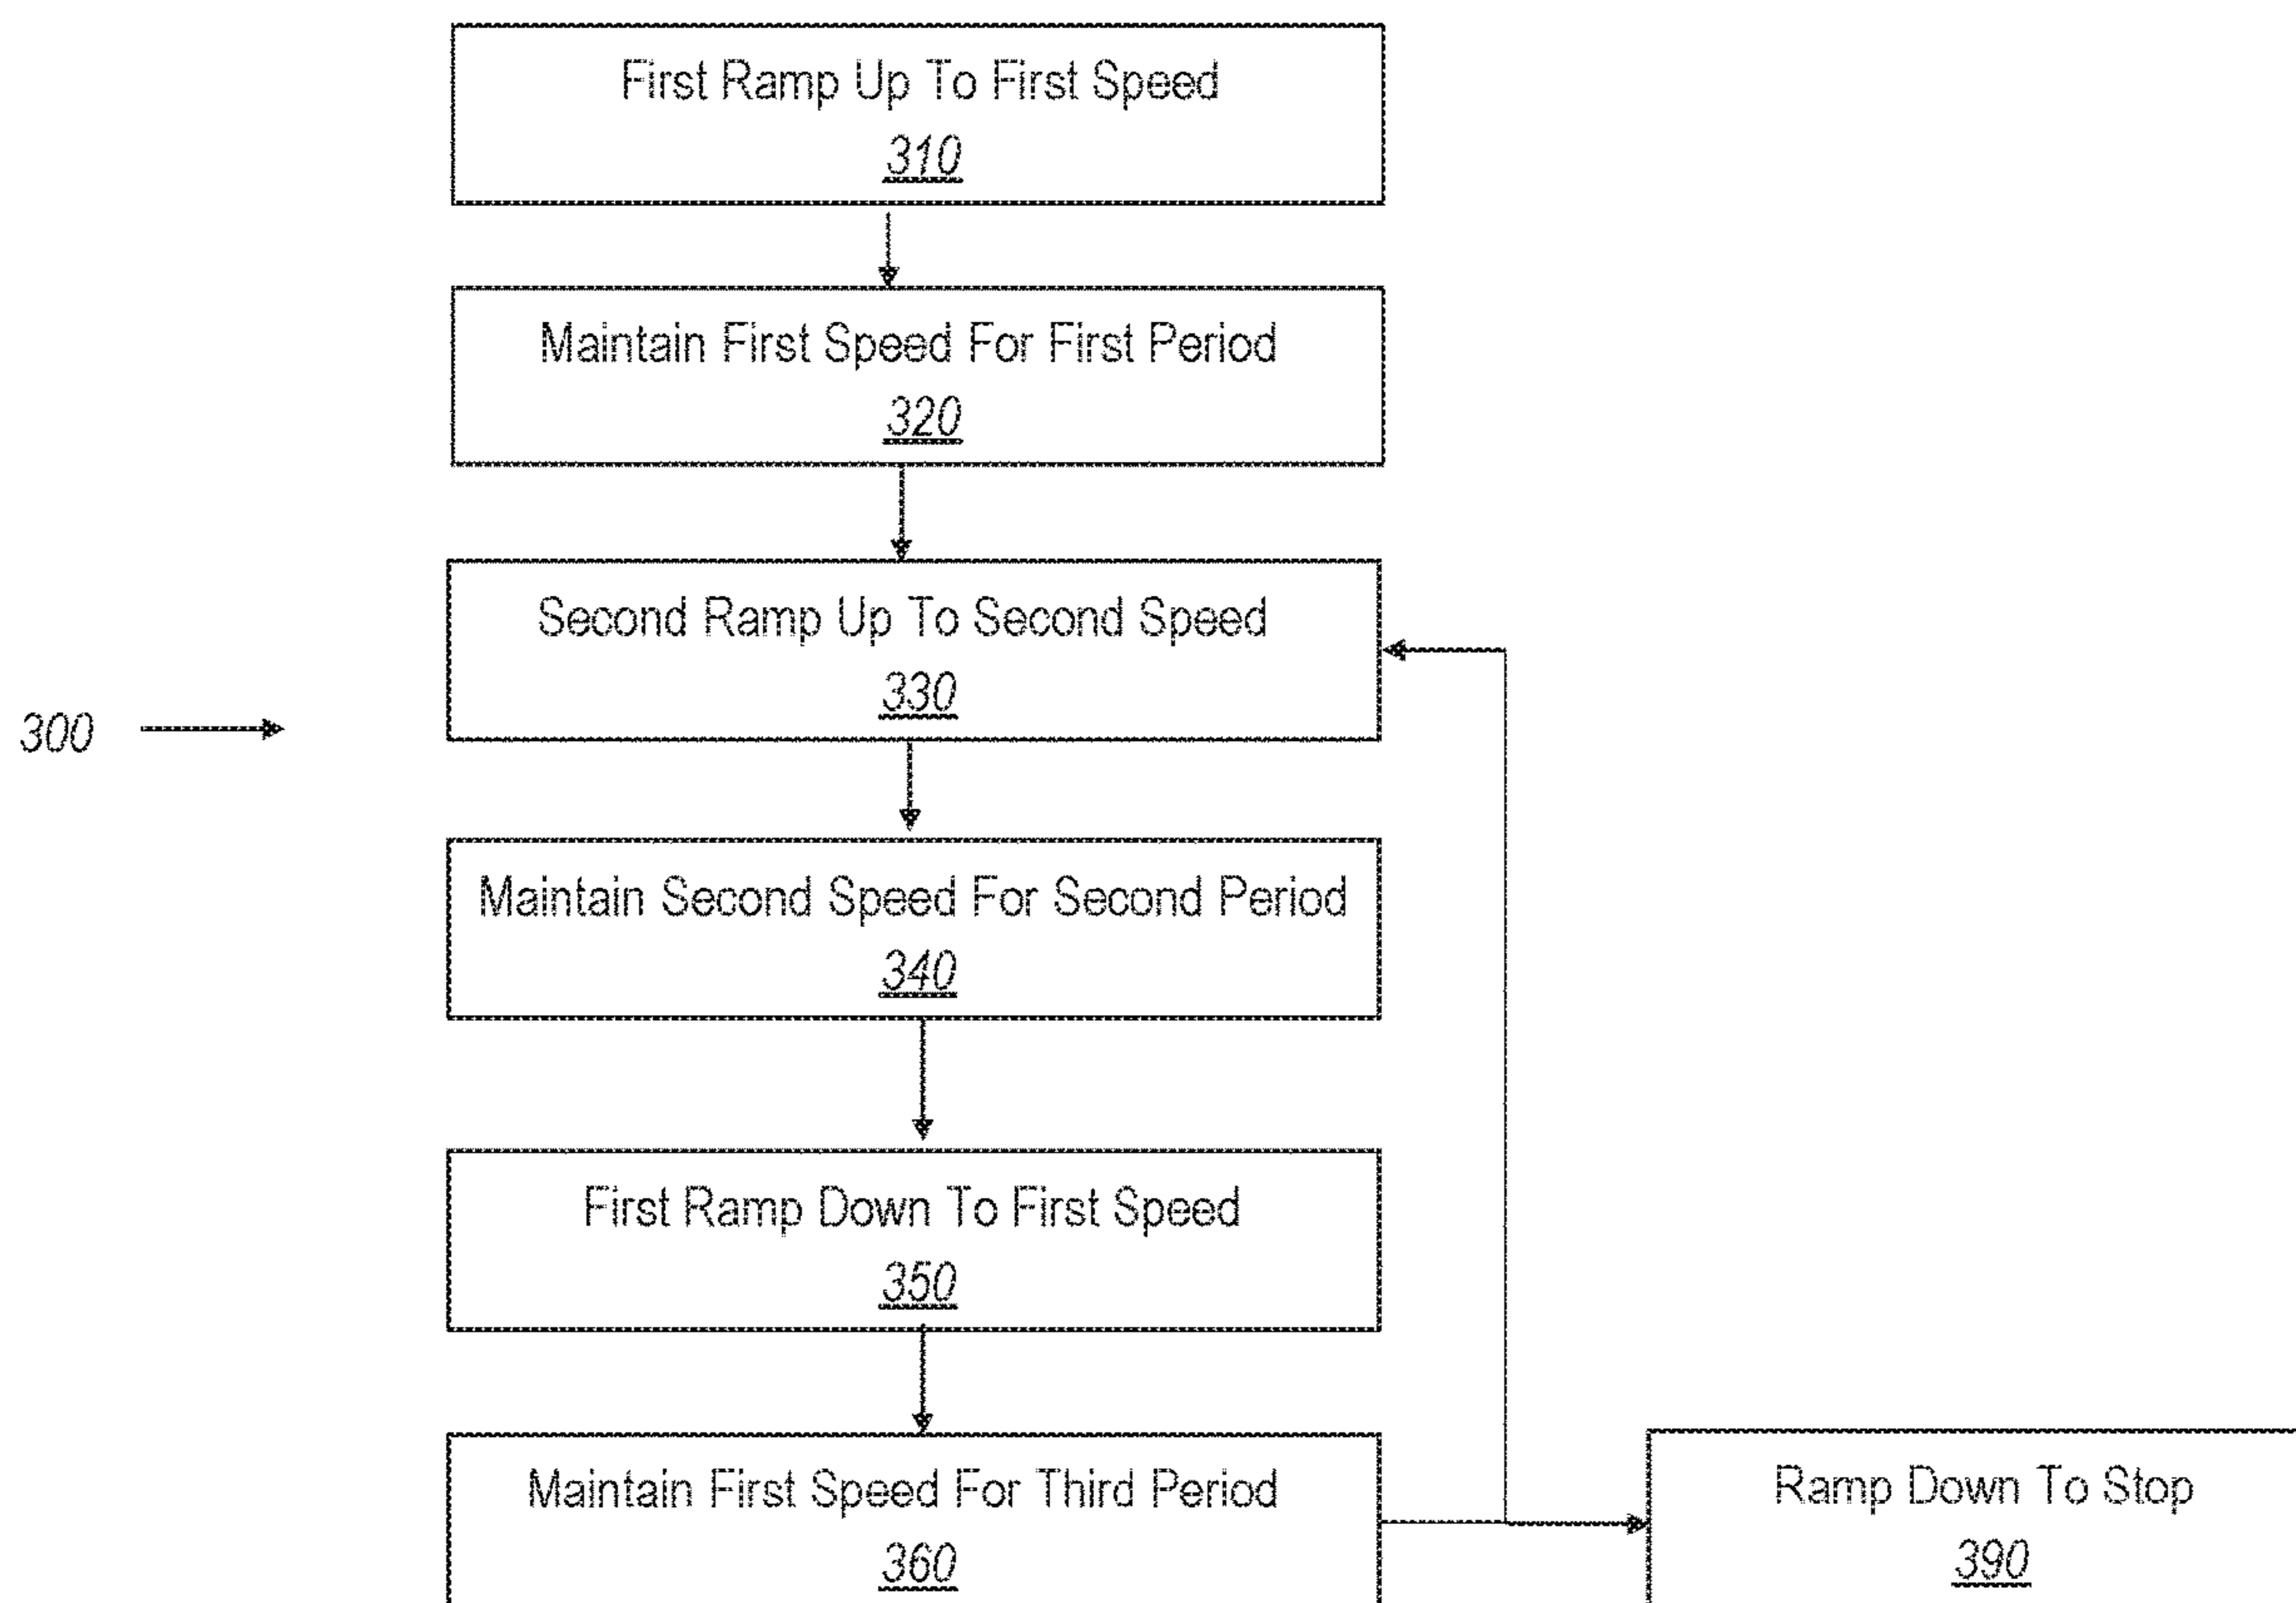 First Ramp Up To First Speed
310
Maintain First Speed For First Period
320
Second Ramp Up To Second Speed
330
300
Maintain Second Speed For Second Period
340
First Ramp Down To First Speed
350
Maintain First Speed For Third Period
360
Ramp Down To Stop
390